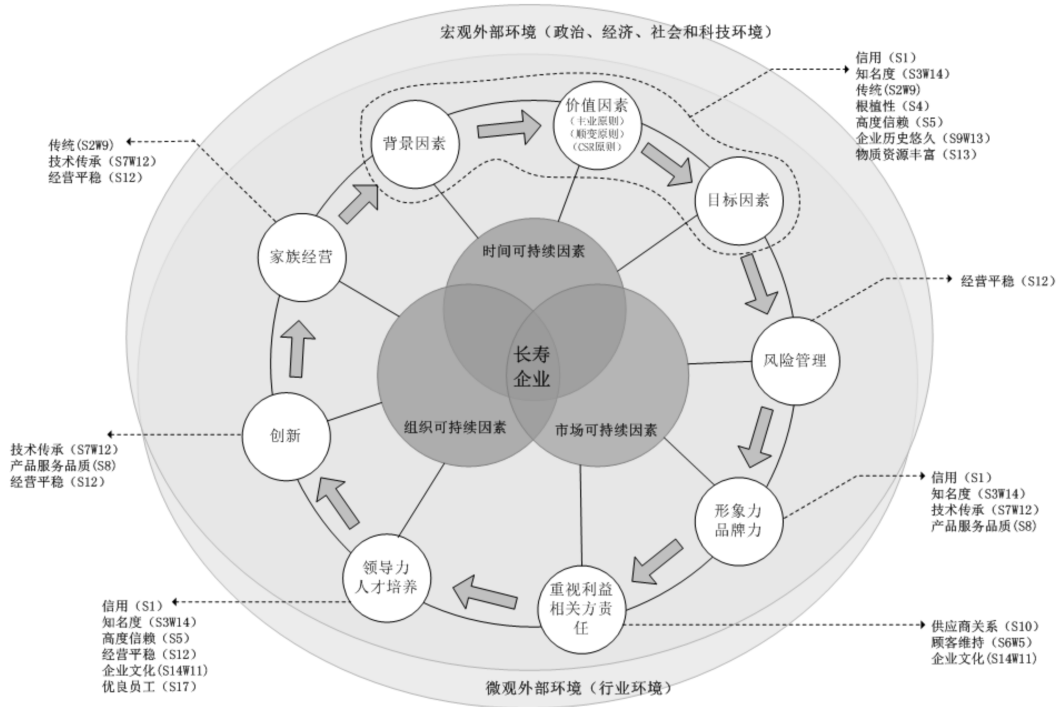 宏观外部环境（政治、经济、社会和科技环境）
信用（S1）
知名度（S3W14）
传统(S2W9)
根植性（S4）
高度信赖（S5）
企业历史悠久（S9W13）
物质资源丰富（S13）
价值因素
（主业原则）
（顺变原则）
（CSR原则）
背景因素
目标因素
传统(S2W9)
技术传承（S7W12）
经营平稳（S12）
家族经营
时间可持续因素
经营平稳（S12）
长寿
企业
风险管理
组织可持续因素
市场可持续因素
创新
技术传承（S7W12）
产品服务品质(S8)
经营平稳（S12）
信用（S1）
知名度（S3W14）
技术传承（S7W12）
产品服务品质(S8)
形象力
品牌力
领导力
人才培养
重视利益
相关方责
任
信用（S1）
知名度（S3W14）
高度信赖（S5）
经营平稳（S12）
企业文化(S14W11)
优良员工（S17）
供应商关系（S10）
顾客维持（S6W5）
企业文化(S14W11)
微观外部环境（行业环境）